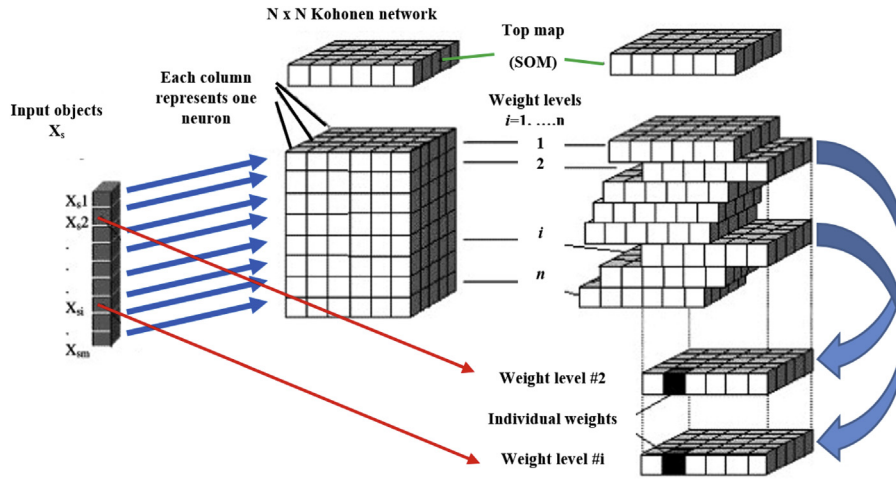 N x N Kohonen network
Top map
(SOM)
Each column
represents one
neuron
Input objects
Xs
Weight levels
i=1. ….n
1
2
Xs1
Xs2
.
.
.
i
n
Xsi
.
Xsm
Weight level #2
Individual weights
Weight level #i